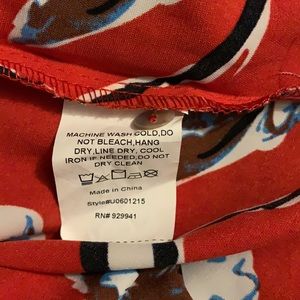 MACHINE WASH COLD,DO
NOT BLEACH,HANG
DRY,LINE DRY, COOL
IRON IF NEEDED,DO NOT
DRY CLEAN
Made in China
Style#U0601215
RN# 929941